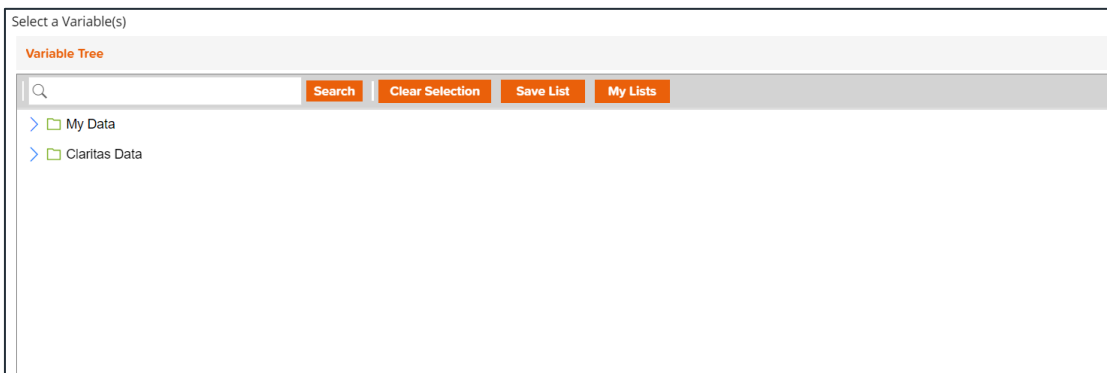 Select a Variable(s)
Variable Tree
Search Clear Selection Save List My Lists
My Data
Claritas Data